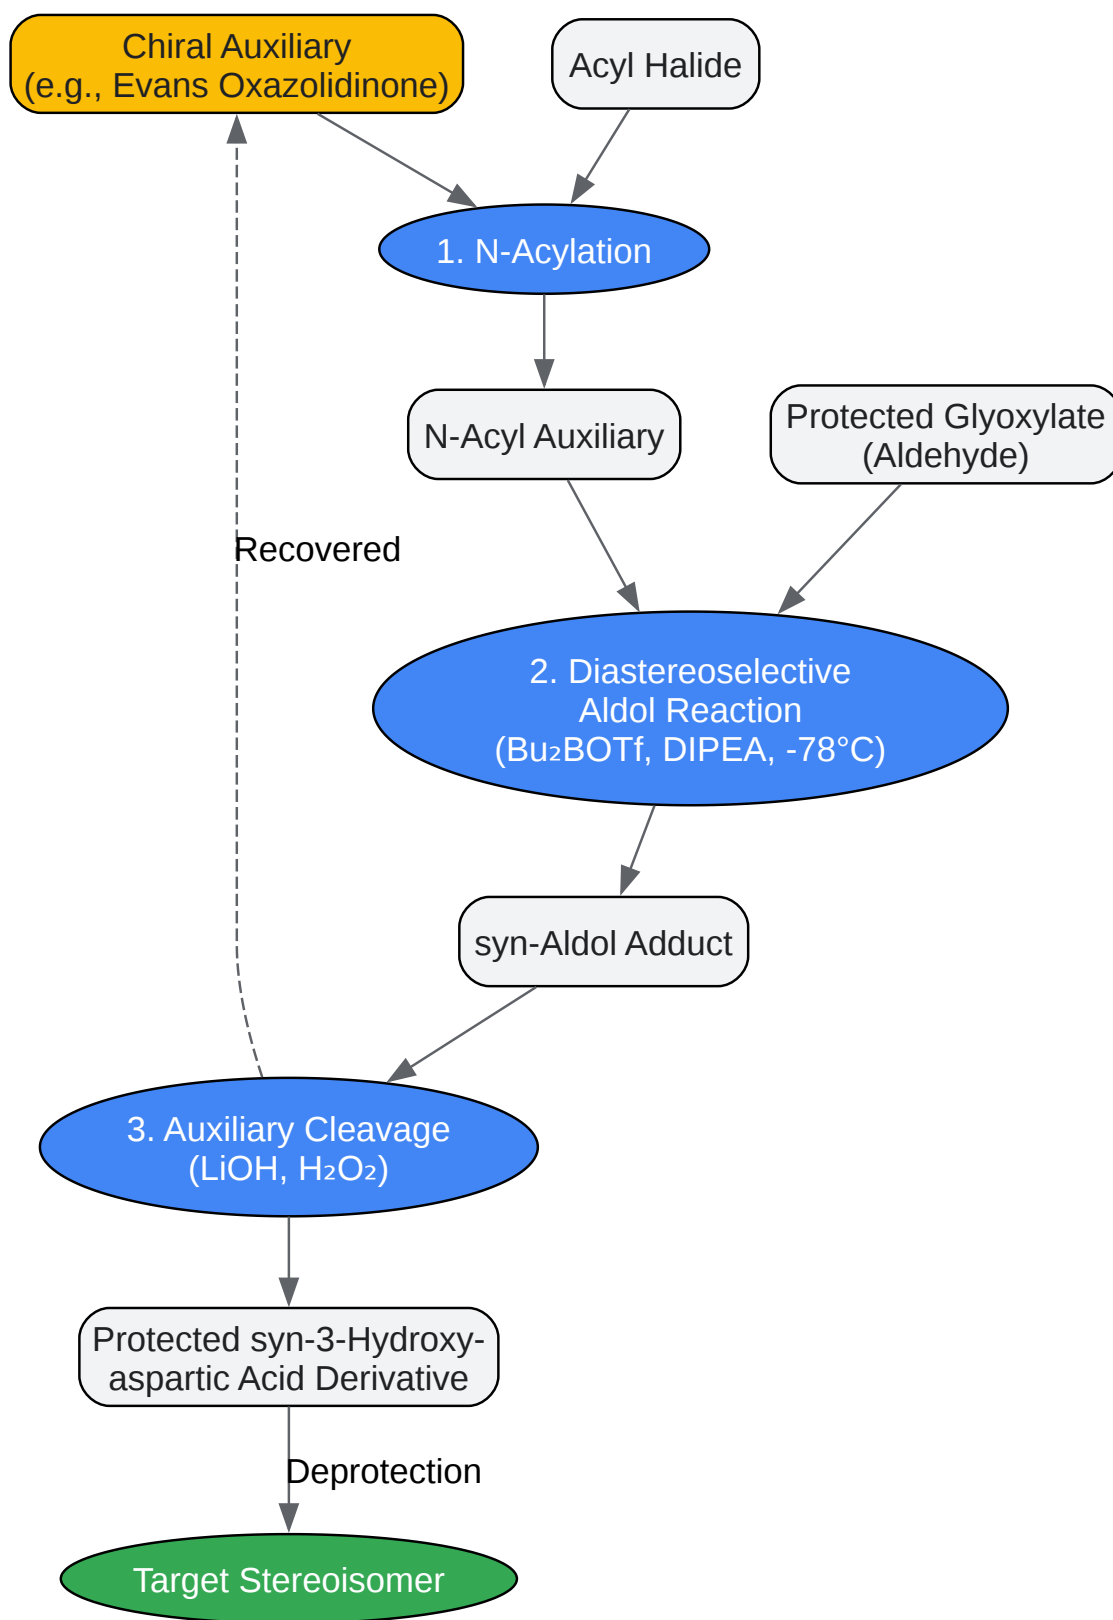 Chiral Auxiliary
(e.g., Evans Oxazolidinone)
Acyl Halide
1. N-Acylation
N-Acyl Auxiliary
Protected Glyoxylate
(Aldehyde)
Recovered
2. Diastereoselective
Aldol Reaction
(Bu₂BOTf, DIPEA, -78°C)
syn-Aldol Adduct
3. Auxiliary Cleavage
(LiOH, H₂O₂)
Protected syn-3-Hydroxy-
aspartic Acid Derivative
Deprotection
Target Stereoisomer